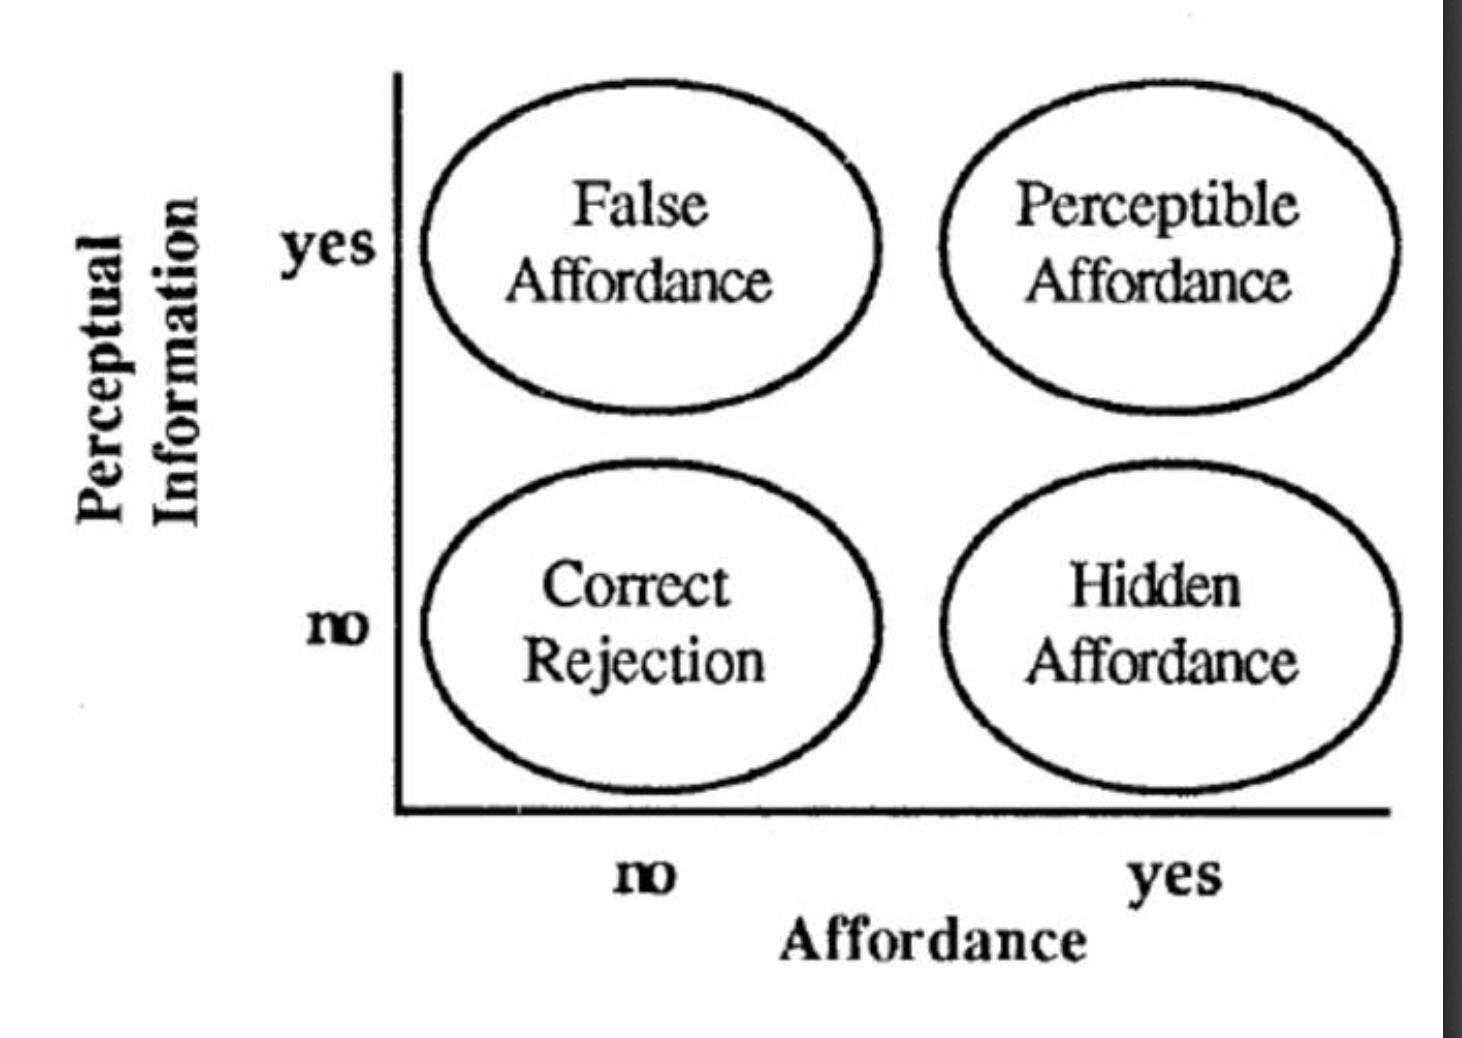 Perceptual
Information
yes
False
Affordance
Perceptible
Affordance
no
Correct
Rejection
Hidden
Affordance
no
yes
Affordance